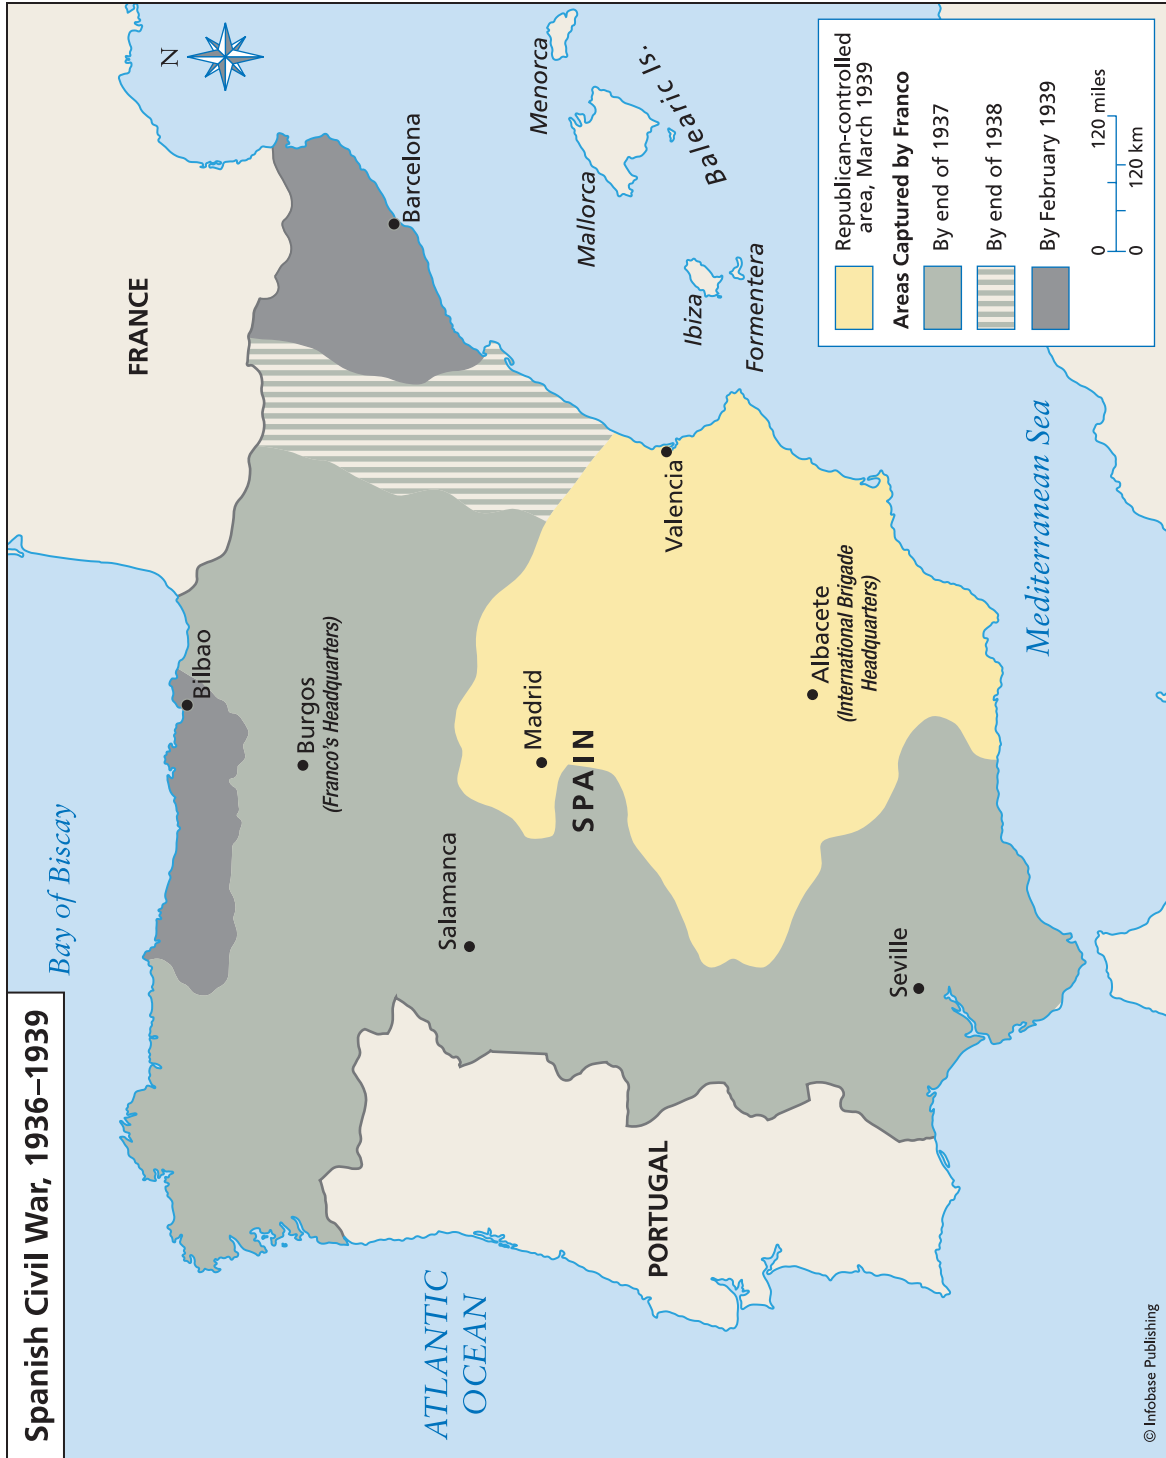 Spanish Civil War, 1936–1939
Bay of Biscay
FRANCE
N
Bilbao
Burgos
(Franco's Headquarters)
Barcelona
Salamanca
Madrid
SPAIN
Menorca
Mallorca
Balearic Is.
Ibiza
Formentera
Valencia
ATLANTIC
OCEAN
PORTUGAL
Albacete
(International Brigade
Headquarters)
Seville
Mediterranean Sea
Republican-controlled
area, March 1939
Areas Captured by Franco
By end of 1937
By end of 1938
By February 1939
0 120 miles
0 120 km
© Infobase Publishing